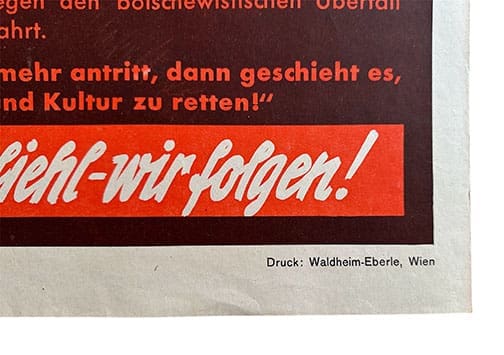 egen den bolschewistischen Überfall
ahrt.
mehr antritt, dann geschieht es,
nd Kultur zu retten!“
iehl-wir folgen!
Druck: Waldheim-Eberle, Wien